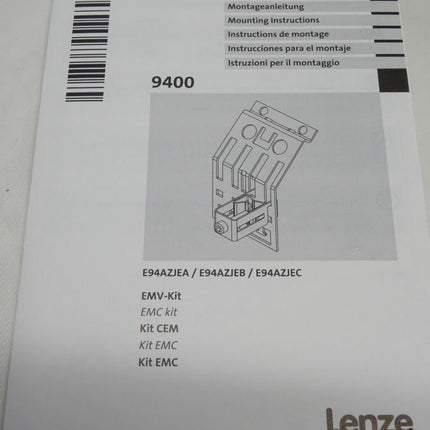 Montageanleitung
Mounting Instructions
Instructions de montage
Instrucciones para el montaje
Istruzioni per il montaggio
9400
E94AZJEA / E94AZJEB / E94AZJEC
EMV-Kit
EMC kit
Kit CEM
Kit EMC
Kit EMC
Lenze